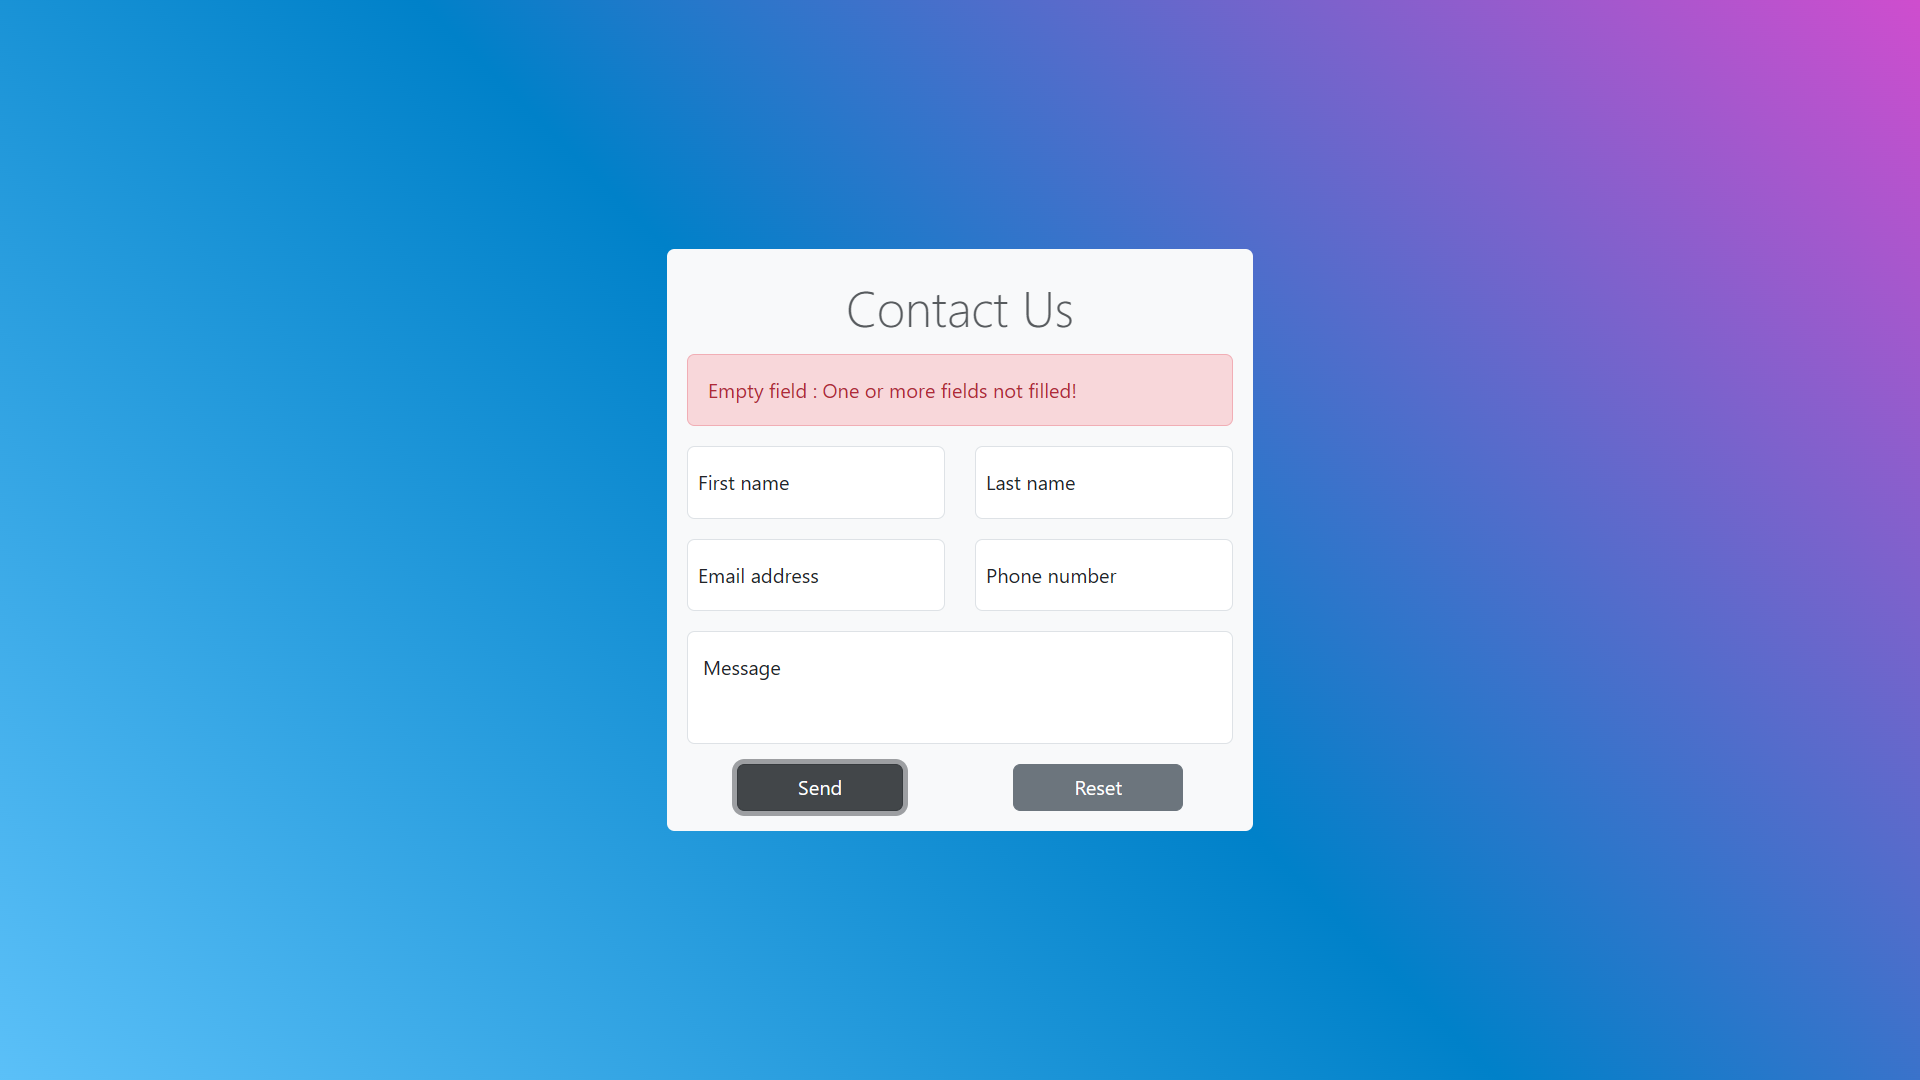 Contact Us
Empty field : One or more fields not filled!
First name
Last name
Email address
Phone number
Message
Send
Reset